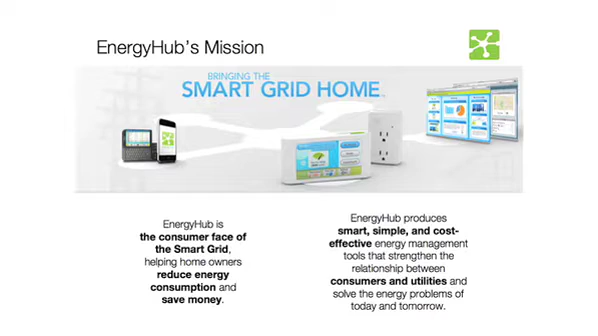 EnergyHub's Mission
BRINGING THE
SMART GRID HOME
EnergyHub is
the consumer face of
the Smart Grid,
helping home owners
reduce energy
consumption and
save money.
EnergyHub produces
smart, simple, and cost-
effective energy management
tools that strengthen the
relationship between
consumers and utilities and
solve the energy problems of
today and tomorrow.